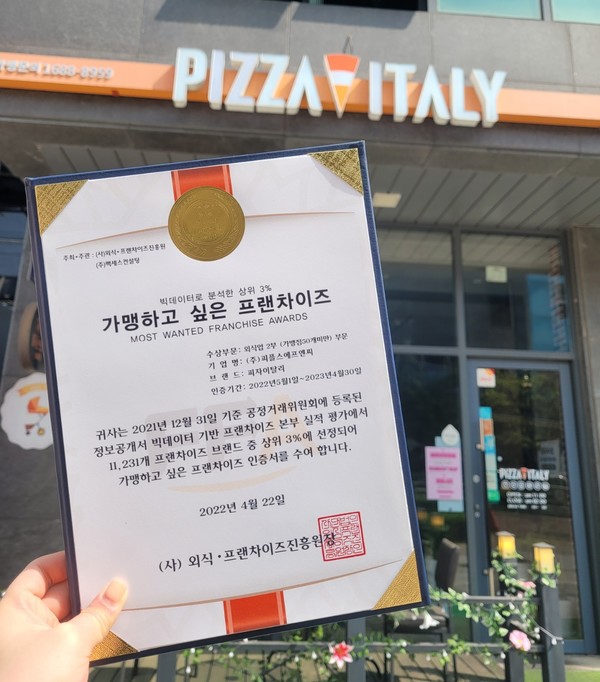 1688-8959
PIZZA ITALY
주최·주관 : (사)외식·프랜차이즈진흥원
(주)맥세스컨설팅
빅데이터로 분석한 상위 3%
가맹하고 싶은 프랜차이즈
MOST WANTED FRANCHISE AWARDS
수상부문 : 외식업 2부 (가맹점50개미만) 부문
기 업 명 : (주)피플스에프엔씨
브 랜 드 : 피자이탈리
인증기간 : 2022년5월1일~2023년4월30일
귀사는 2021년 12월 31일 기준 공정거래위원회에 등록된
정보공개서 빅데이터 기반 프랜차이즈 본부 실적 평가에서
11,231개 프랜차이즈 브랜드 중 상위 3%에 선정되어
가맹하고 싶은 프랜차이즈 인증서를 수여 합니다.
2022년 4월 22일
(사) 외식·프랜차이즈진흥원장
PIZZA ITALY